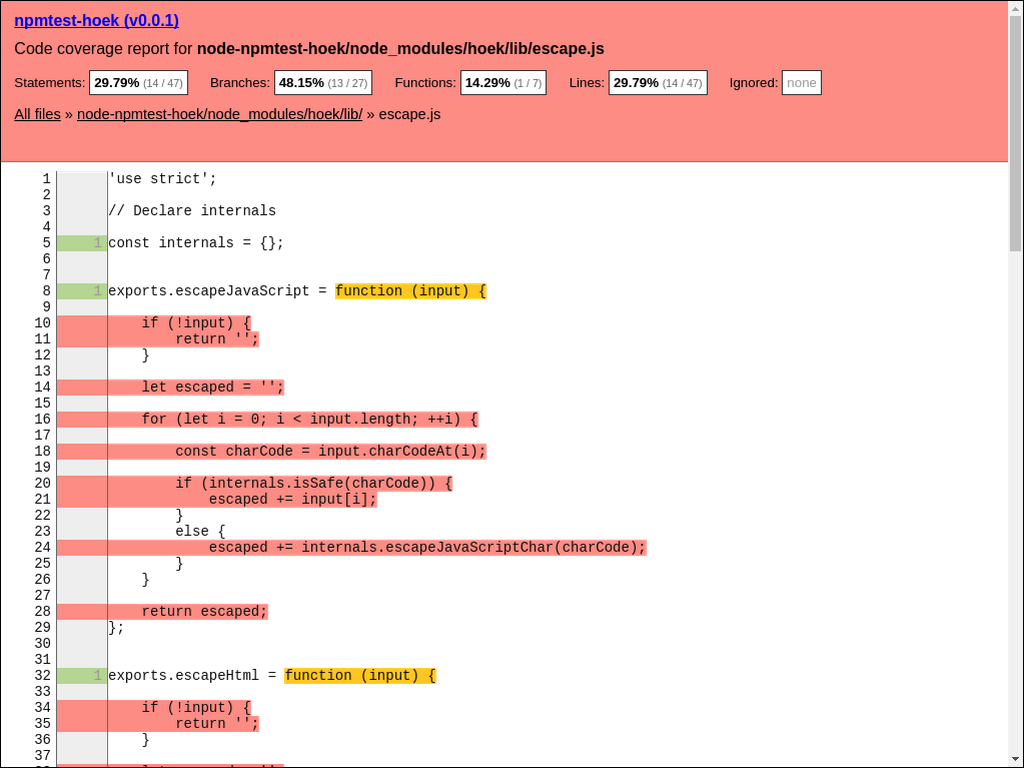 npmtest-hoek (v0.0.1)
Code coverage report for node-npmtest-hoek/node_modules/hoek/lib/escape.js
Statements: 29.79% (14 / 47) Branches: 48.15% (13 / 27) Functions: 14.29% (1 / 7) Lines: 29.79% (14 / 47) Ignored: none
All files » node-npmtest-hoek/node_modules/hoek/lib/ » escape.js
1 'use strict';
2
3 // Declare internals
4
5 1 const internals = {};
6
7
8 1 exports.escapeJavaScript = function (input) {
9
10     if (!input) {
11         return '';
12     }
13
14     let escaped = '';
15
16     for (let i = 0; i < input.length; ++i) {
17
18         const charCode = input.charCodeAt(i);
19
20         if (internals.isSafe(charCode)) {
21             escaped += input[i];
22         }
23         else {
24             escaped += internals.escapeJavaScriptChar(charCode);
25         }
26     }
27
28     return escaped;
29 };
30
31
32 1 exports.escapeHtml = function (input) {
33
34     if (!input) {
35         return '';
36     }
37